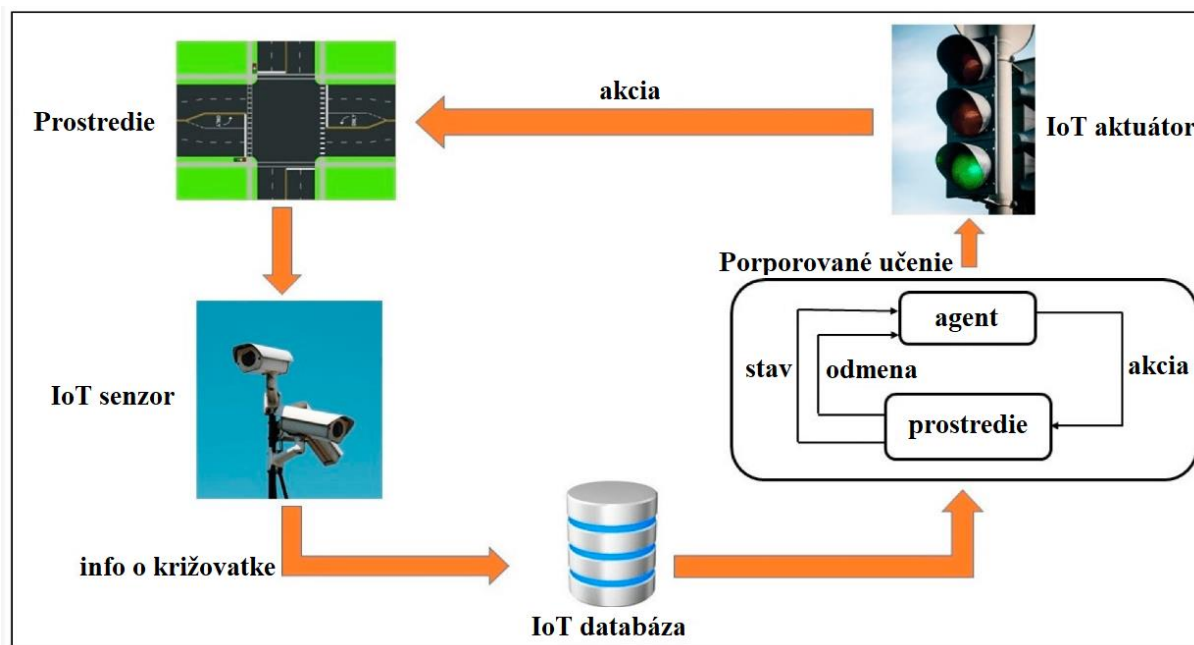 Prostredie
akcia
IoT aktuátor
Porporované učenie
agent
stav
odmena
akcia
prostredie
IoT senzor
info o križovatke
IoT databáza